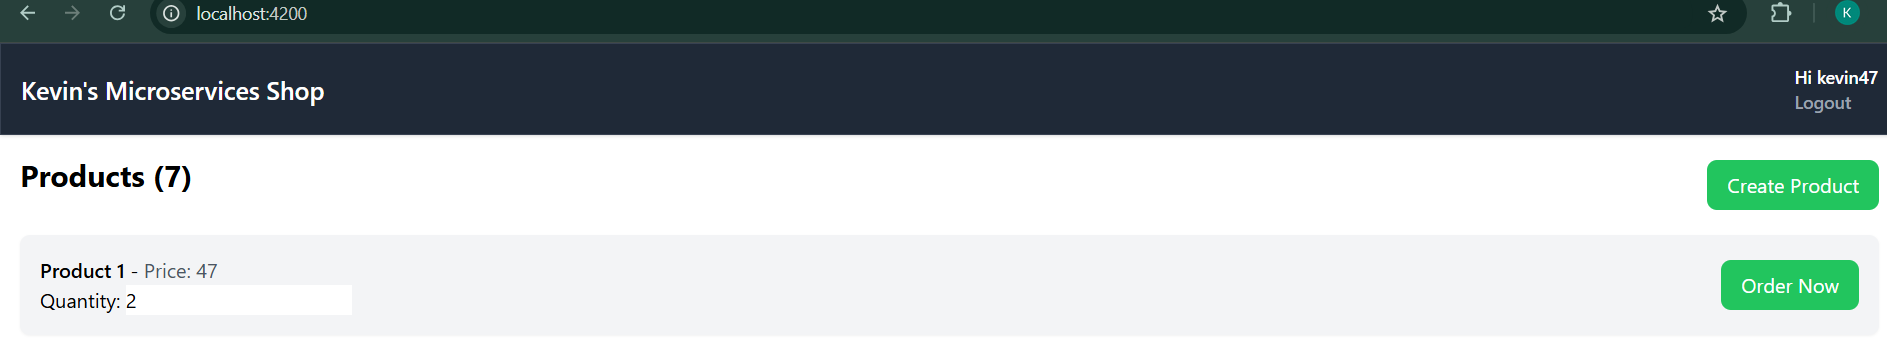 localhost:4200
K
Kevin's Microservices Shop
Hi kevin47
Logout
Products (7)
Create Product
Product 1 - Price: 47
Quantity: 2
Order Now